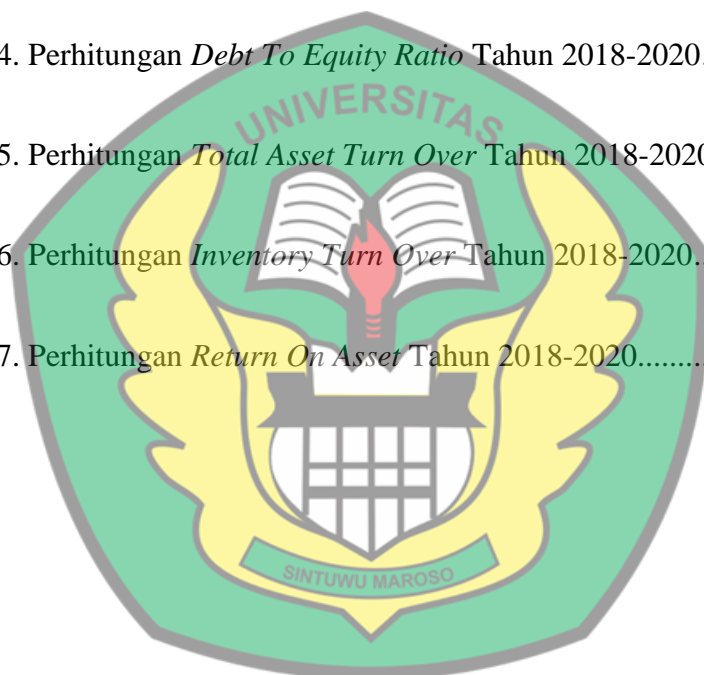 4. Perhitungan Debt To Equity Ratio Tahun 2018-2020.
UNIVERSITAS
5. Perhitungan Total Asset Turn Over Tahun 2018-2020
6. Perhitungan Inventory Turn Over Tahun 2018-2020..
7. Perhitungan Return On Asset Tahun 2018-2020.........
SINTUWU MAROSO